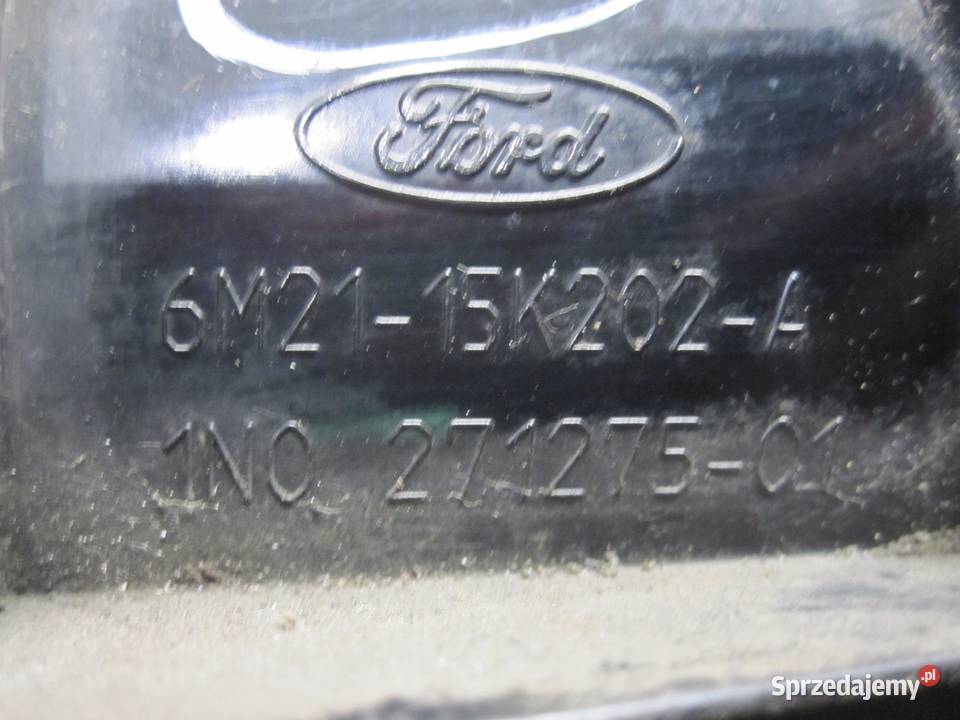 Ford
6M21-15K202-A
1N0 271275-01
Sprzedajemy.pl